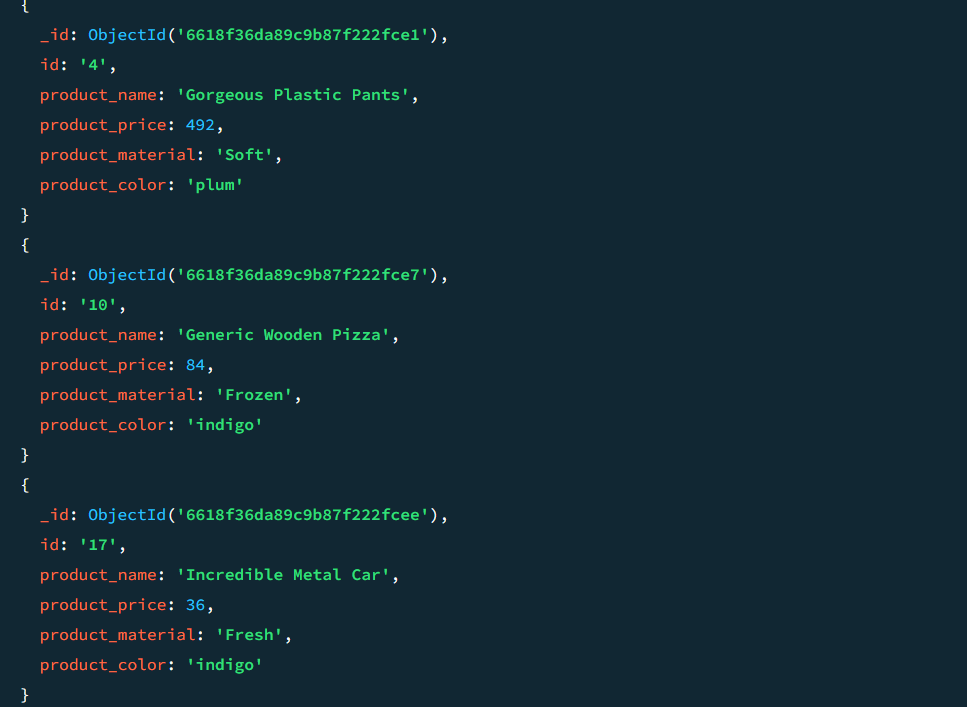 {
_id: ObjectId('6618f36da89c9b87f222fce1'),
id: '4',
product_name: 'Gorgeous Plastic Pants',
product_price: 492,
product_material: 'Soft',
product_color: 'plum'
}
{
_id: ObjectId('6618f36da89c9b87f222fce7'),
id: '10',
product_name: 'Generic Wooden Pizza',
product_price: 84,
product_material: 'Frozen',
product_color: 'indigo'
}
{
_id: ObjectId('6618f36da89c9b87f222fcee'),
id: '17',
product_name: 'Incredible Metal Car',
product_price: 36,
product_material: 'Fresh',
product_color: 'indigo'
}